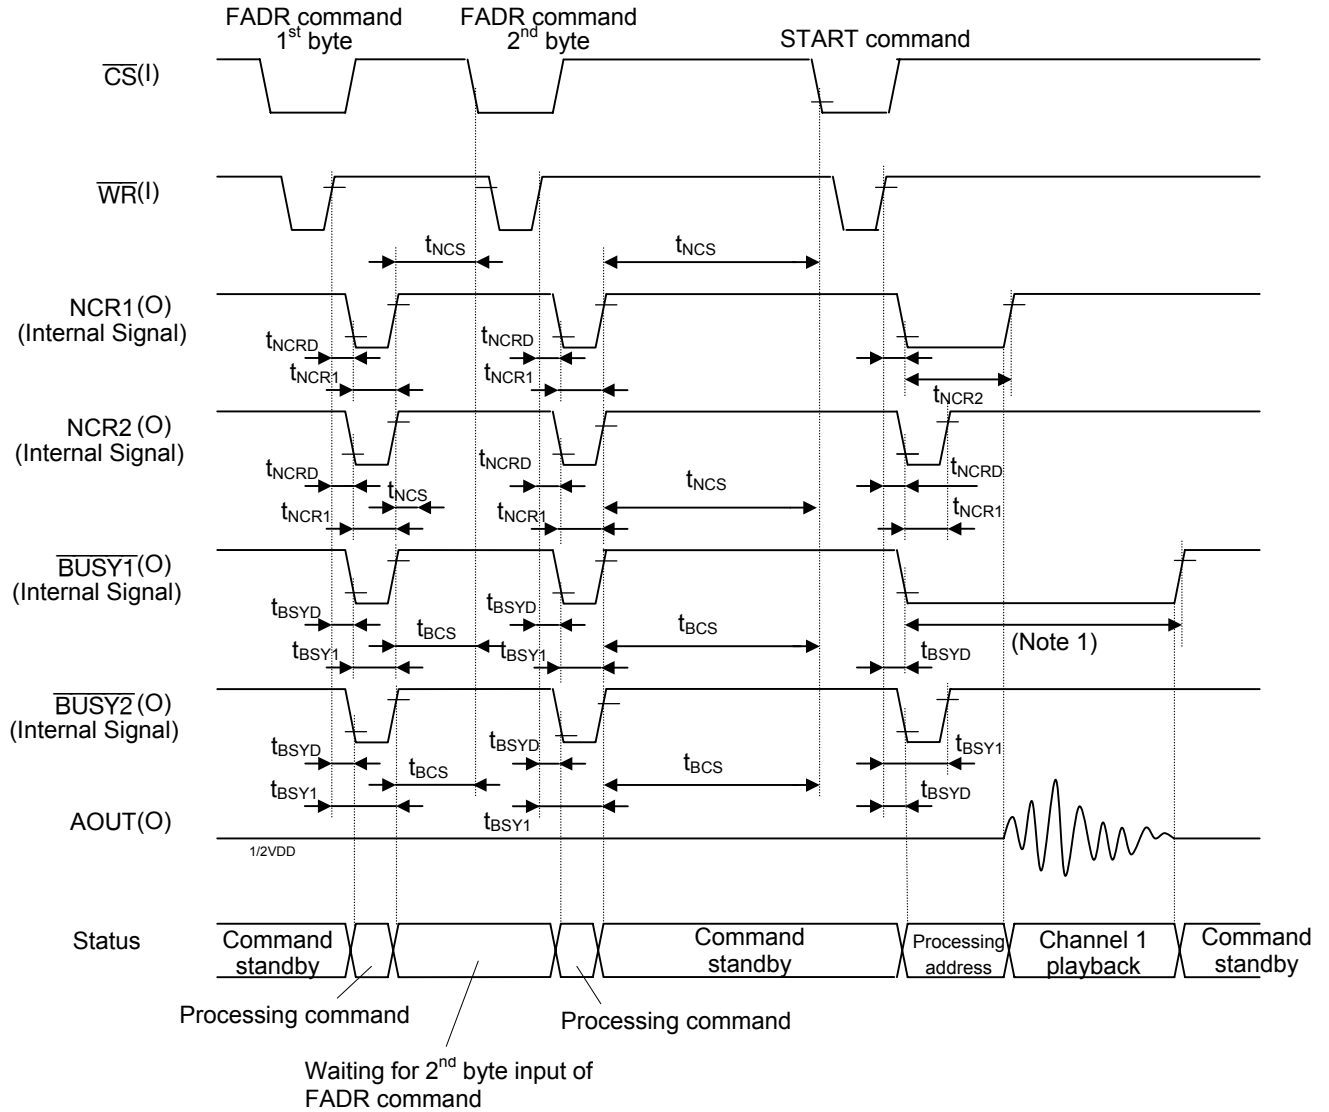 FADR command
1st byte
FADR command
2nd byte
START command
CS(I)
WR(I)
tNCS
tNCS
NCR1(O)
(Internal Signal)
tNCRD
tNCRD
tNCR1
tNCR1
tNCR2
NCR2 (O)
(Internal Signal)
tNCRD
tNCRD
tNCRD
tNCS
tNCS
tNCR1
tNCR1
tNCR1
BUSY1(O)
(Internal Signal)
tBSYD
tBSYD
tBCS
tBCS
(Note 1)
tBSY1
tBSY1
tBSYD
BUSY2 (O)
(Internal Signal)
tBSYD
tBSYD
tBSY1
tBCS
tBCS
tBSY1
tBSY1
tBSYD
AOUT(O)
1/2VDD
Status
Command
standby
Command
standby
Processing
address
Channel 1
playback
Command
standby
Processing command
Processing command
Waiting for 2nd byte input of
FADR command